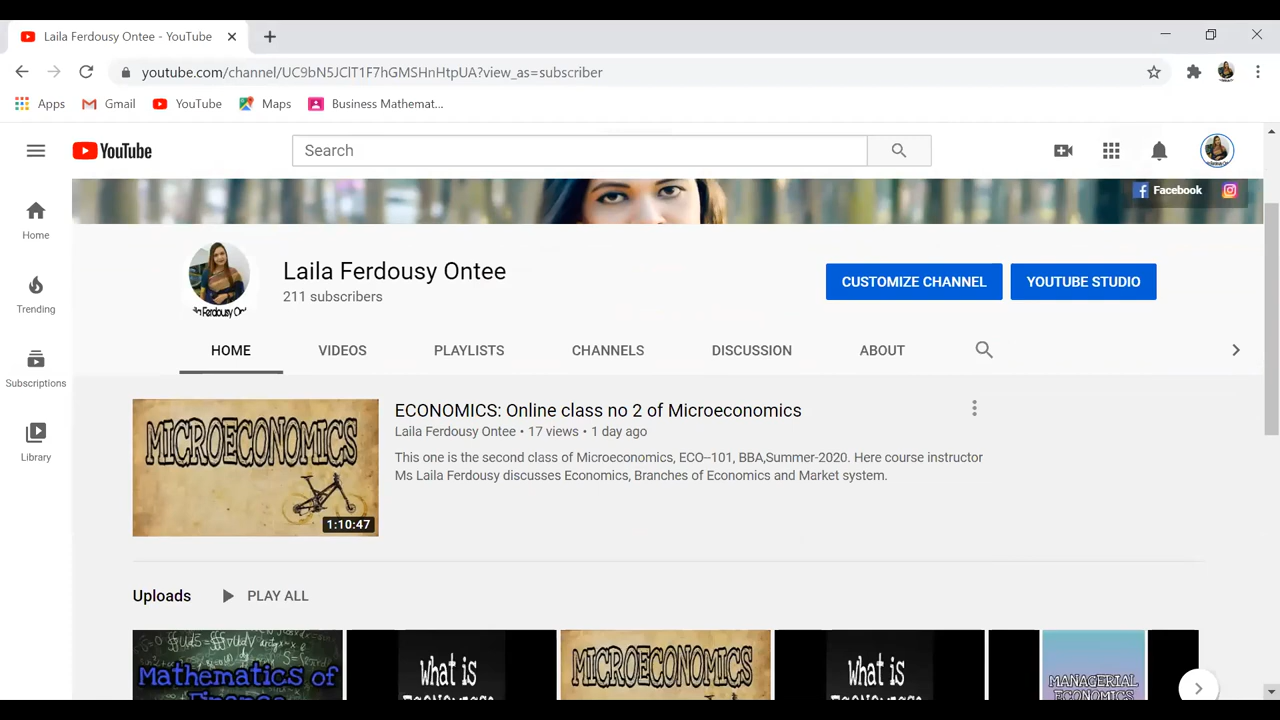 Laila Ferdousy Ontee - YouTube
youtube.com/channel/UC9bN5JClT1F7hGMSHnHtpUA?view_as=subscriber
Apps Gmail YouTube Maps Business Mathemat...
YouTube
Search
Facebook
Home
Trending
Subscriptions
Library
Laila Ferdousy Ontee
211 subscribers
CUSTOMIZE CHANNEL
YOUTUBE STUDIO
HOME VIDEOS PLAYLISTS CHANNELS DISCUSSION ABOUT
MICROECONOMICS
1:10:47
ECONOMICS: Online class no 2 of Microeconomics
Laila Ferdousy Ontee • 17 views • 1 day ago
This one is the second class of Microeconomics, ECO--101, BBA,Summer-2020. Here course instructor
Ms Laila Ferdousy discusses Economics, Branches of Economics and Market system.
Uploads PLAY ALL
Mathematics of
What is
MICROECONOMICS
What is
MANAGERIAL